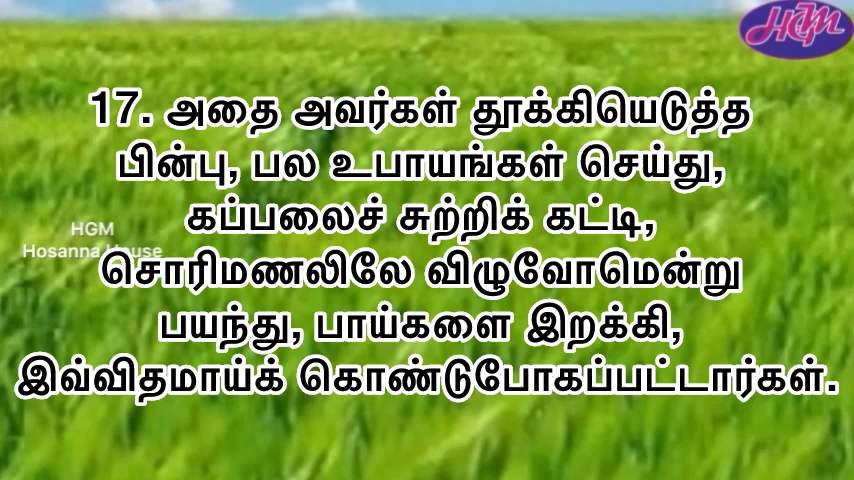 HGM
17. அதை அவர்கள் தூக்கியெடுத்த
பின்பு, பல உபாயங்கள் செய்து,
கப்பலைச் சுற்றிக் கட்டி,
HGM
Hosanna House
சொரிமணலிலே விழுவோமென்று
பயந்து, பாய்களை இறக்கி,
இவ்விதமாய்க் கொண்டுபோகப்பட்டார்கள்.